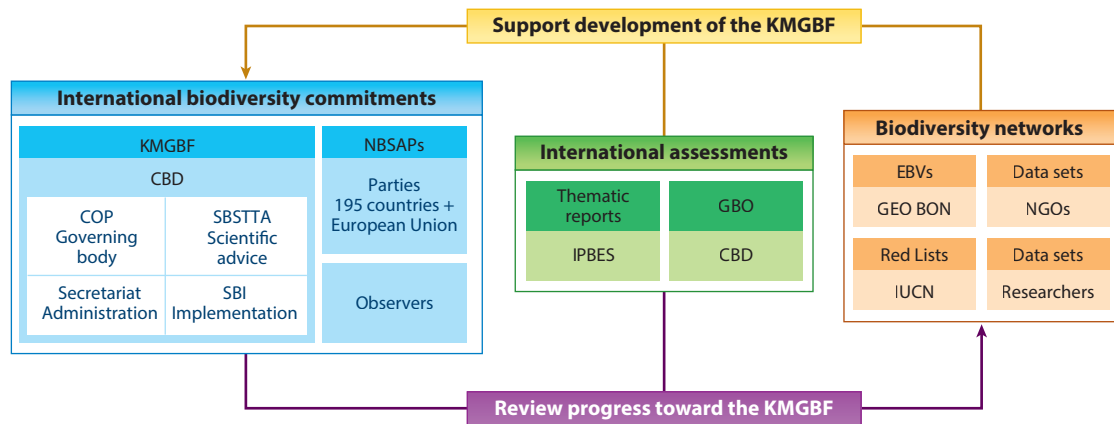 Support development of the KMGBF
International biodiversity commitments
KMGBF
CBD
COP
Governing
body
SBSTTA
Scientific
advice
Secretariat
Administration
SBI
Implementation
NBSAPs
Parties
195 countries +
European Union
Observers
International assessments
Thematic
reports
IPBES
GBO
CBD
Biodiversity networks
EBVs
GEO BON
Data sets
NGOs
Red Lists
IUCN
Data sets
Researchers
Review progress toward the KMGBF